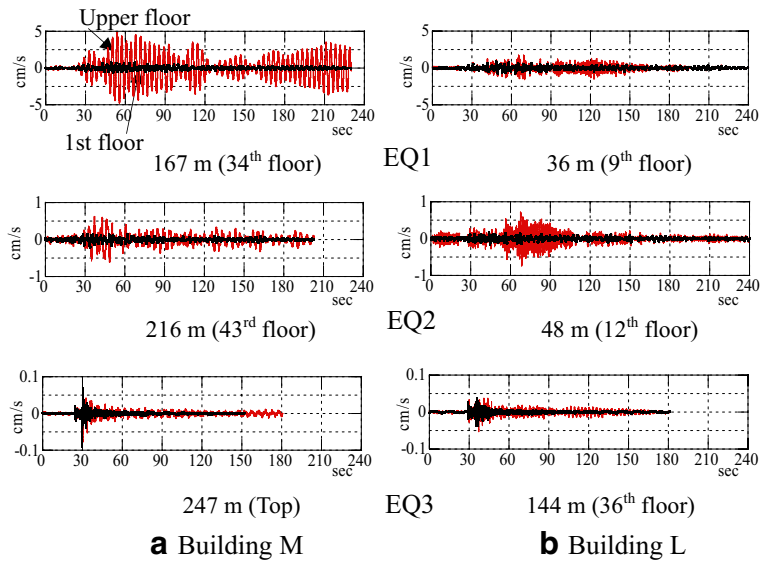 Upper floor
5
0
-5
cm/s
0 30 60 90 120 150 180 210 240
sec
1st floor
167 m (34th floor)
5
0
-5
cm/s
0 30 60 90 120 150 180 210 240
sec
36 m (9th floor)
EQ1
1
0
-1
cm/s
0 30 60 90 120 150 180 210 240
sec
216 m (43rd floor)
1
0
-1
cm/s
0 30 60 90 120 150 180 210 240
sec
48 m (12th floor)
EQ2
0.1
0
-0.1
cm/s
0 30 60 90 120 150 180 210 240
sec
247 m (Top)
0.1
0
-0.1
cm/s
0 30 60 90 120 150 180 210 240
sec
144 m (36th floor)
EQ3
a Building M
b Building L